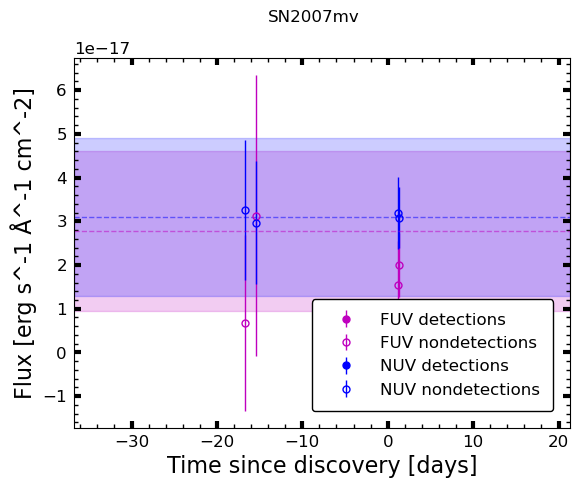 SN2007mv
1e−17
6
5
4
3
2
1
0
−1
Flux [erg s^-1 Å^-1 cm^-2]
FUV detections
FUV nondetections
NUV detections
NUV nondetections
−30 −20 −10 0 10 20
Time since discovery [days]